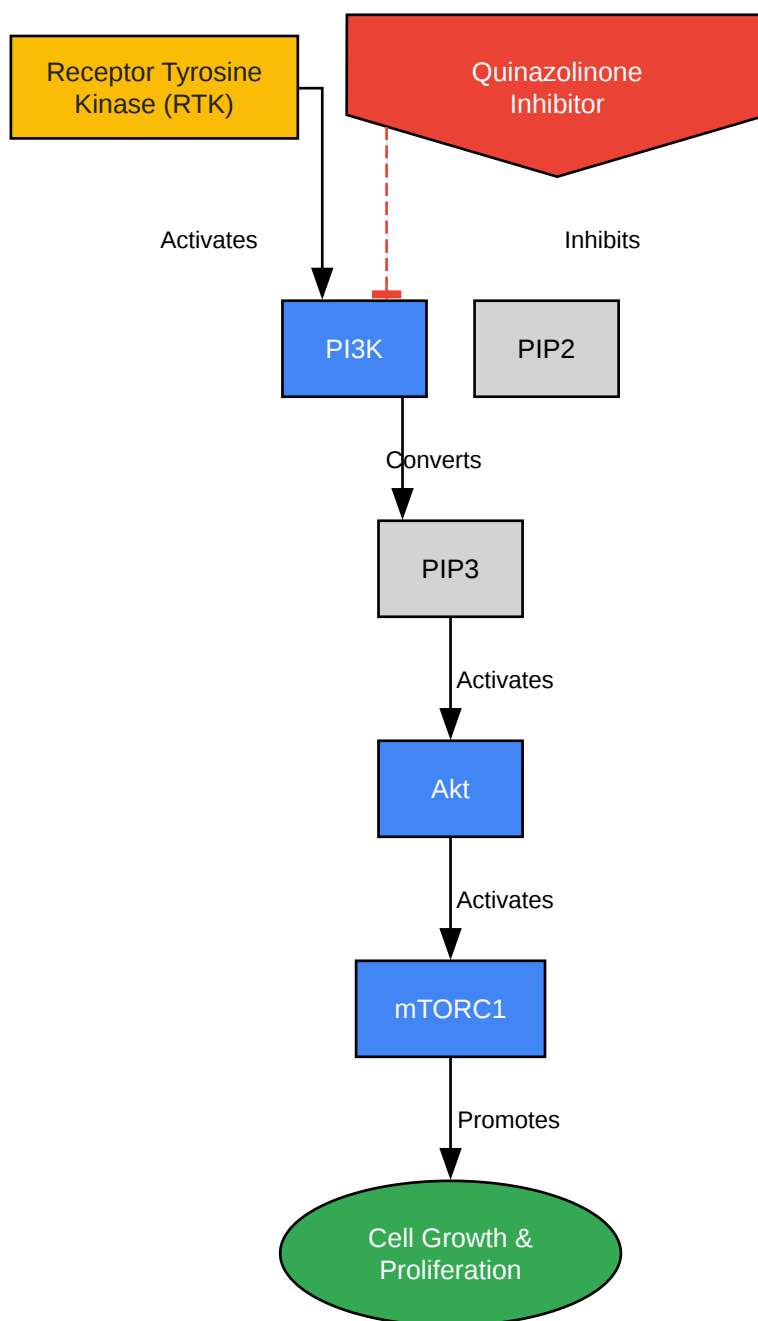 Receptor Tyrosine
Kinase (RTK)
Quinazolinone
Inhibitor
Activates
Inhibits
PI3K
PIP2
Converts
PIP3
Activates
Akt
Activates
mTORC1
Promotes
Cell Growth &
Proliferation